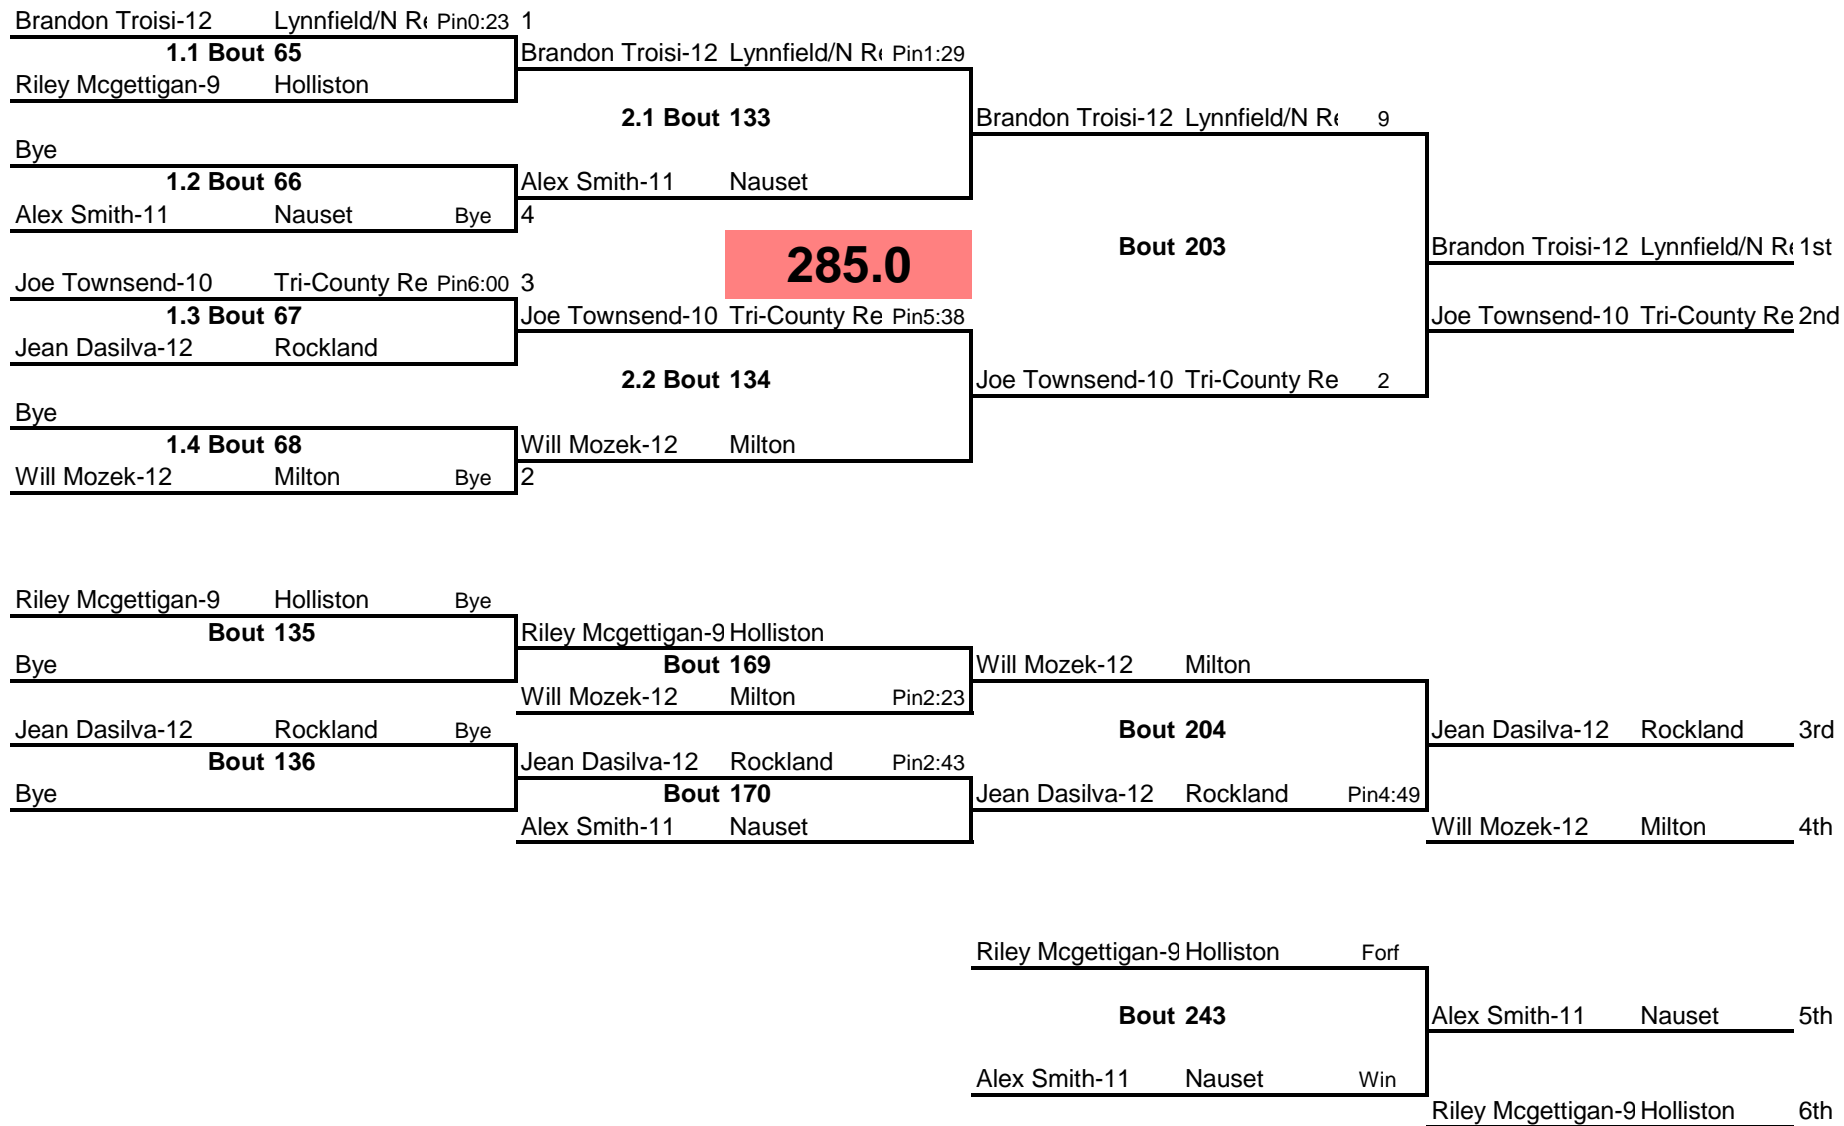 Brandon Troisi-12 Lynnfield/N Re Pin0:23 1
1.1 Bout 65 Brandon Troisi-12 Lynnfield/N Re Pin1:29
Riley Mcgettigan-9 Holliston
2.1 Bout 133 Brandon Troisi-12 Lynnfield/N Re 9
Bye
1.2 Bout 66 Alex Smith-11 Nauset
Alex Smith-11 Nauset Bye 4
285.0 Bout 203 Brandon Troisi-12 Lynnfield/N Re 1st
Joe Townsend-10 Tri-County Re Pin6:00 3
1.3 Bout 67 Joe Townsend-10 Tri-County Re Pin5:38 Joe Townsend-10 Tri-County Re 2nd
Jean Dasilva-12 Rockland
2.2 Bout 134 Joe Townsend-10 Tri-County Re 2
Bye
1.4 Bout 68 Will Mozek-12 Milton
Will Mozek-12 Milton Bye 2
Riley Mcgettigan-9 Holliston Bye
Bout 135 Riley Mcgettigan-9 Holliston
Bye Bout 169 Will Mozek-12 Milton
Will Mozek-12 Milton Pin2:23
Jean Dasilva-12 Rockland Bye Bout 204 Jean Dasilva-12 Rockland 3rd
Bout 136 Jean Dasilva-12 Rockland Pin2:43
Bye Bout 170 Jean Dasilva-12 Rockland Pin4:49
Alex Smith-11 Nauset Will Mozek-12 Milton 4th
Riley Mcgettigan-9 Holliston Forf
Bout 243 Alex Smith-11 Nauset 5th
Alex Smith-11 Nauset Win
Riley Mcgettigan-9 Holliston 6th